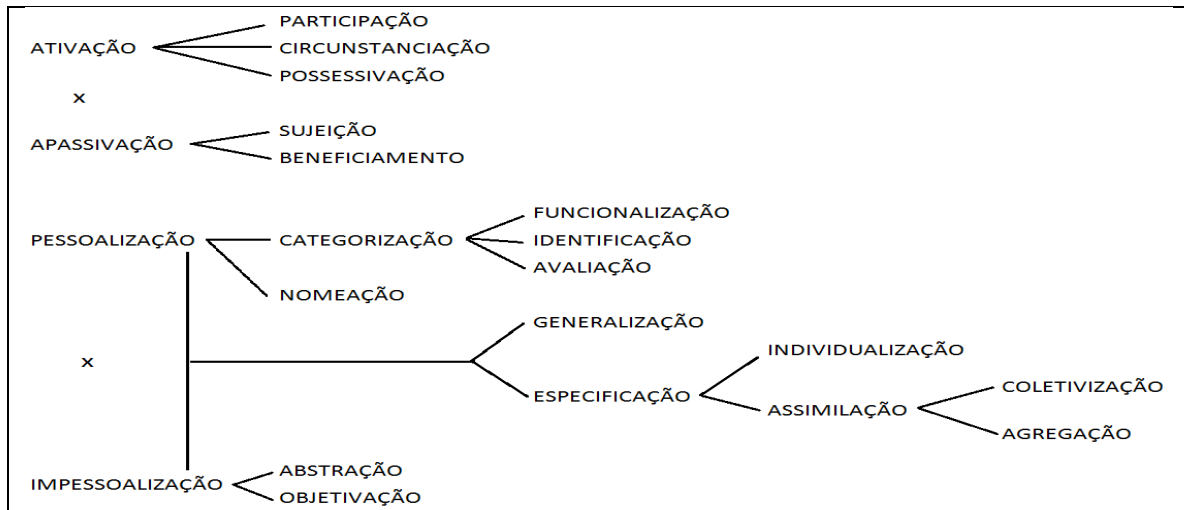 PARTICIPAÇÃO
ATIVAÇÃO CIRCUNSTANCIAÇÃO
POSSESSIVAÇÃO
x
SUJEIÇÃO
APASSIVAÇÃO
BENEFICIAMENTO
FUNCIONALIZAÇÃO
PESSOALIZAÇÃO CATEGORIZAÇÃO IDENTIFICAÇÃO
AVALIAÇÃO
NOMEAÇÃO
GENERALIZAÇÃO
INDIVIDUALIZAÇÃO
x
COLETIVIZAÇÃO
ESPECIFICAÇÃO
ASSIMILAÇÃO
AGREGAÇÃO
ABSTRAÇÃO
IMPESSOALIZAÇÃO
OBJETIVAÇÃO